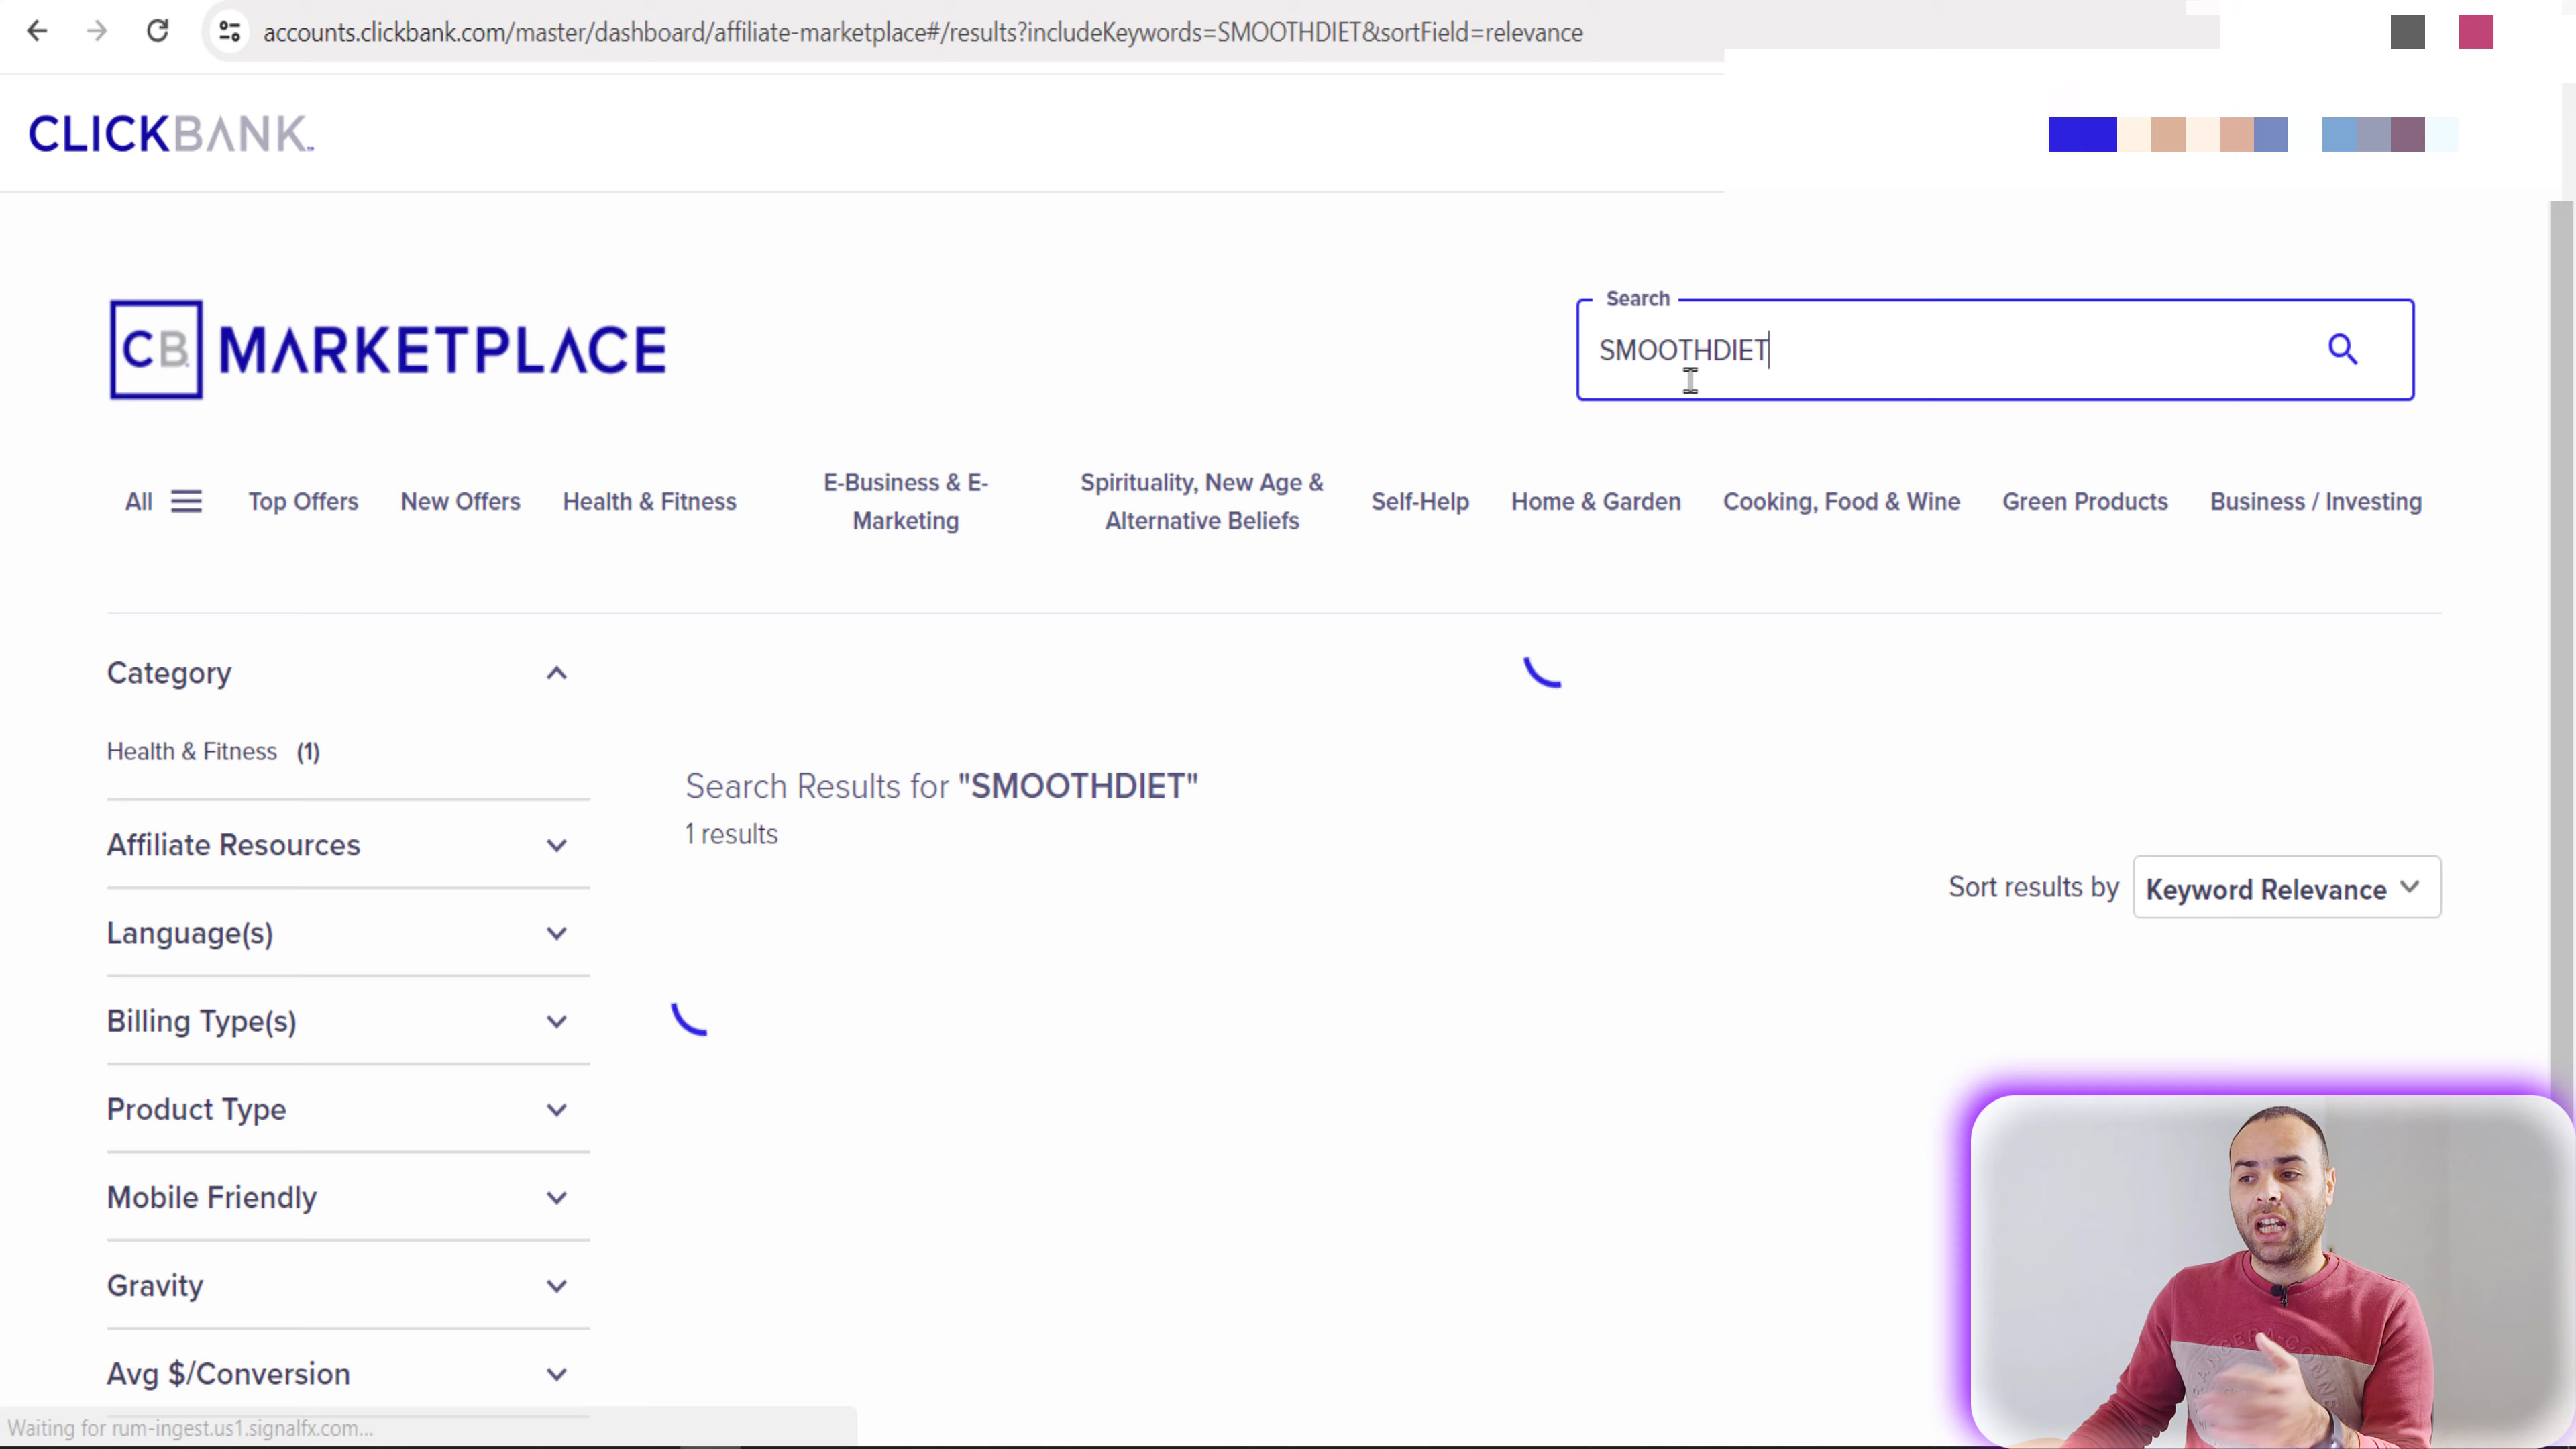 accounts.clickbank.com/master/dashboard/affiliate-marketplace#/results?includeKeywords=SMOOTHDIET&sortField=relevance
CLICKBANK
CB MARKETPLACE
Search
SMOOTHDIET
All
Top Offers
New Offers
Health & Fitness
E-Business & E-
Marketing
Spirituality, New Age &
Alternative Beliefs
Self-Help
Home & Garden
Cooking, Food & Wine
Green Products
Business / Investing
Category
Health & Fitness (1)
Affiliate Resources
Language(s)
Billing Type(s)
Product Type
Mobile Friendly
Gravity
Avg $/Conversion
Search Results for "SMOOTHDIET"
1 results
Sort results by
Keyword Relevance
Waiting for rum-ingest.us1.signalfx.com...